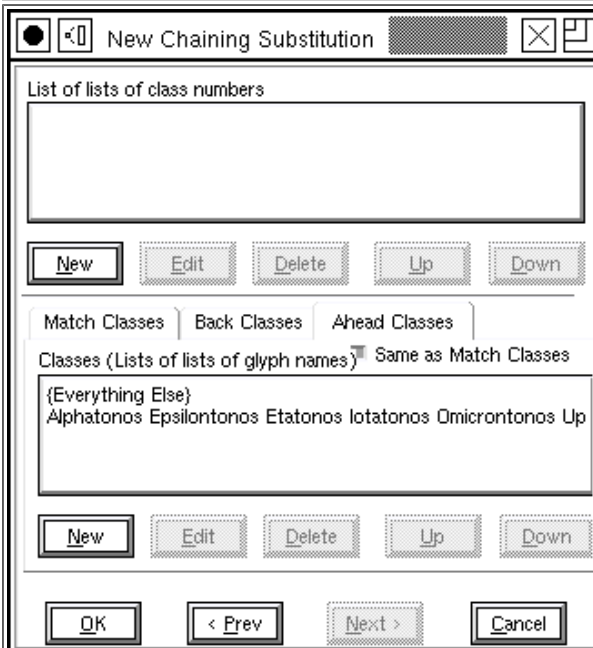 New Chaining Substitution
List of lists of class numbers
New Edit Delete Up Down
Match Classes Back Classes Ahead Classes
Classes (Lists of lists of glyph names) Same as Match Classes
{Everything Else}
Alphatonos Epsilontonos Etatonos Iotatonos Omicrontonos Up
New Edit Delete Up Down
OK < Prev Next > Cancel